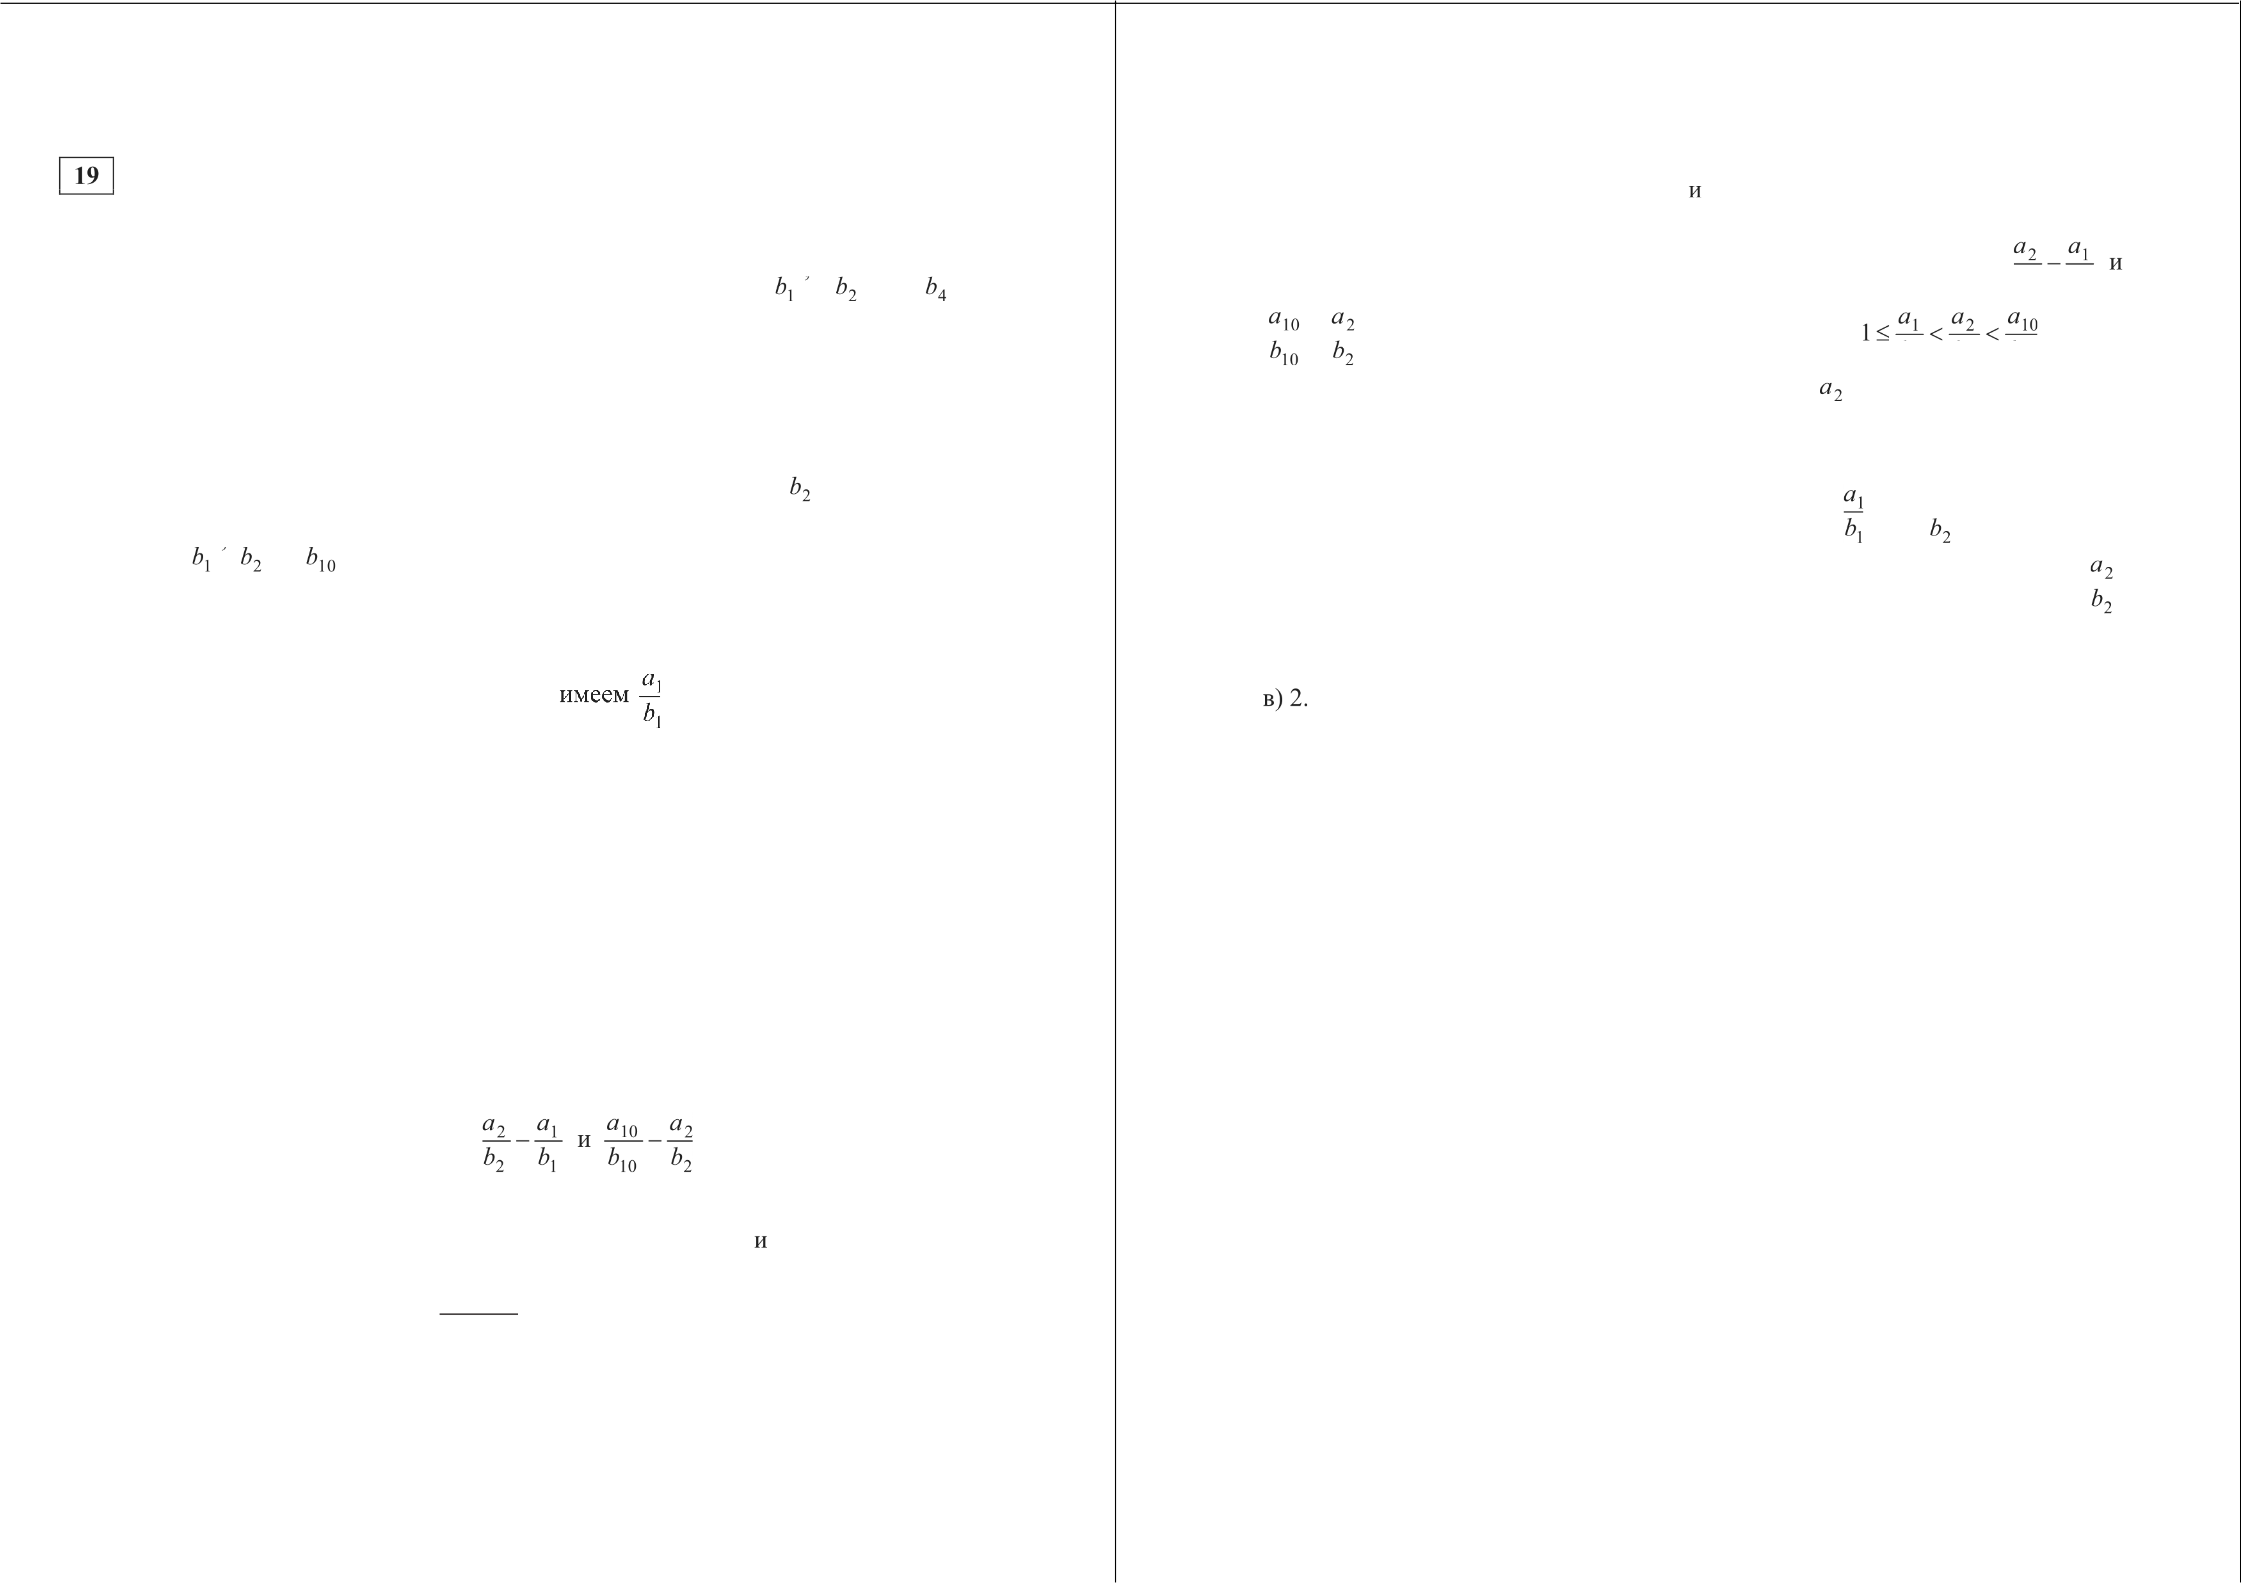 19
b₁ b₂ b₄
b₂
b₁ , b₂ b₁₀
имеем a₁/b₁
a₂/b₂ − a₁/b₁ и a₁₀/b₁₀ − a₂/b₂
и
и
a₂ − a₁ и
a₁₀ a₂ 1 ≤ a₁ < a₂ < a₁₀
b₁₀ b₂
a₂
a₁/b₁ b₂
a₂
b₂
в) 2.